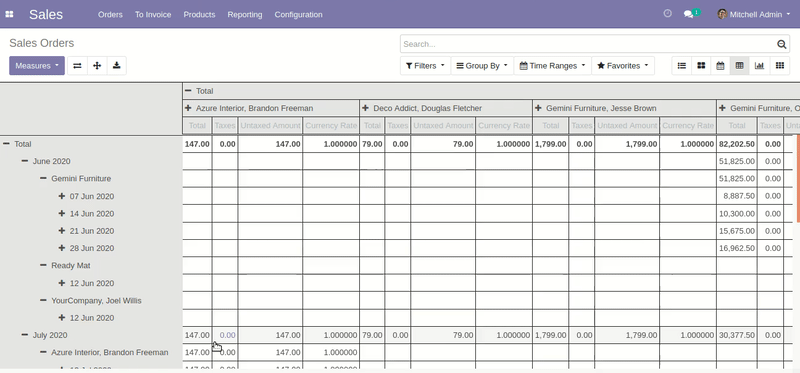 Sales Orders To Invoice Products Reporting Configuration 1 Mitchell Admin
Sales Orders Search...
Measures Filters Group By Time Ranges Favorites
Total
Azure Interior, Brandon Freeman Deco Addict, Douglas Fletcher Gemini Furniture, Jesse Brown Gemini Furniture, O
Total Taxes Untaxed Amount Currency Rate Total Taxes Untaxed Amount Currency Rate Total Taxes Untaxed Amount Currency Rate Total Taxes
Total 147.00 0.00 147.00 1.000000 79.00 0.00 79.00 1.000000 1,799.00 0.00 1,799.00 1.000000 82,202.50 0.00
June 2020 51,825.00 0.00
Gemini Furniture 51,825.00 0.00
07 Jun 2020 8,887.50 0.00
14 Jun 2020 10,300.00 0.00
21 Jun 2020 15,675.00 0.00
28 Jun 2020 16,962.50 0.00
Ready Mat
12 Jun 2020
YourCompany, Joel Willis
12 Jun 2020
July 2020 147.00 0.00 147.00 1.000000 79.00 0.00 79.00 1.000000 1,799.00 0.00 1,799.00 1.000000 30,377.50 0.00
Azure Interior, Brandon Freeman 147.00 0.00 147.00 1.000000